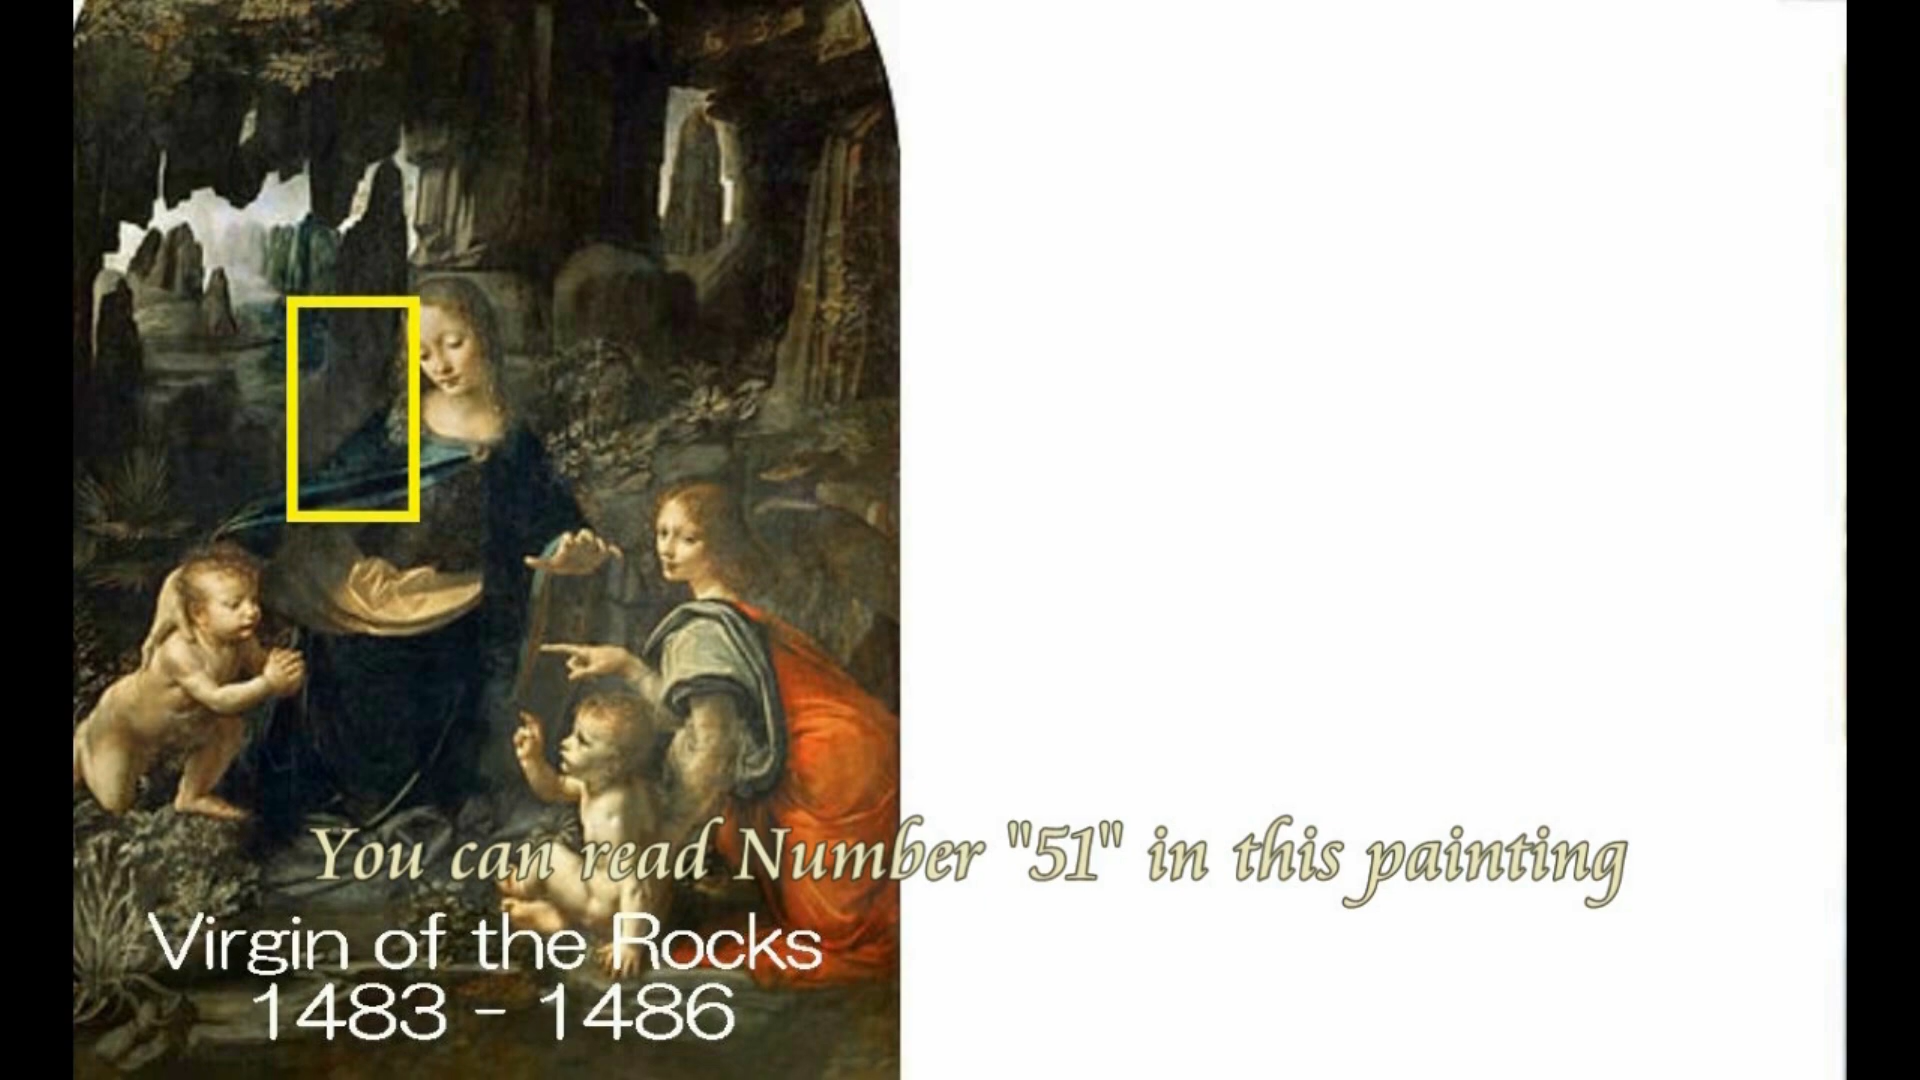 You can read Number "51" in this painting
Virgin of the Rocks
1483 - 1486